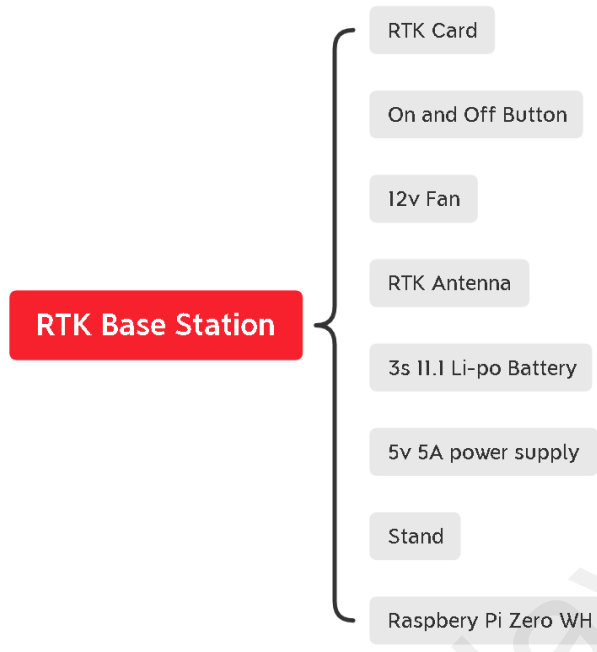 RTK Card
On and Off Button
12v Fan
RTK Antenna
RTK Base Station
3s 11.1 Li-po Battery
5v 5A power supply
Stand
Raspbery Pi Zero WH